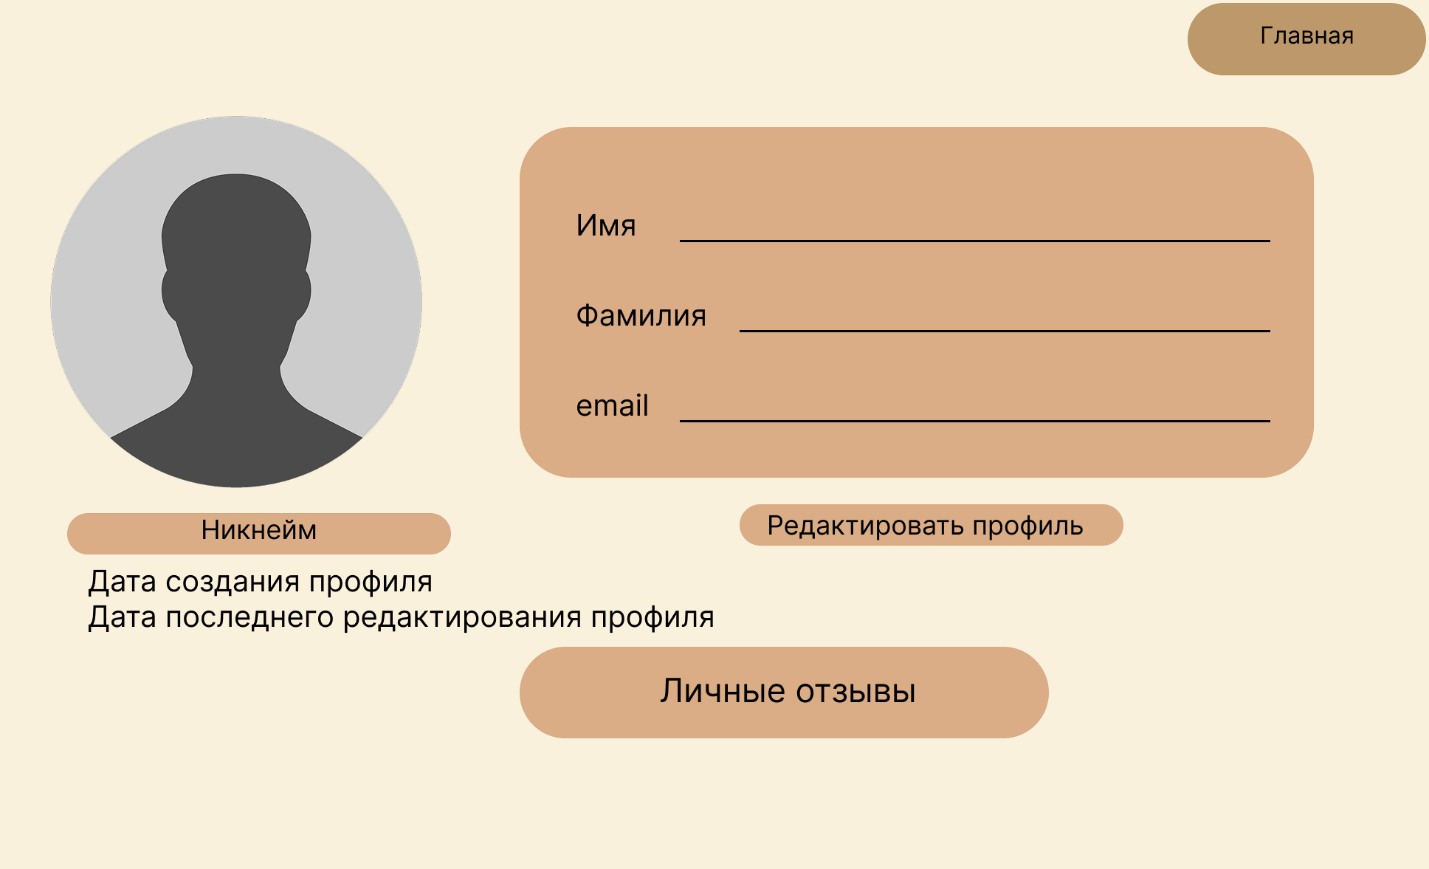 Главная
Имя
Фамилия
email
Никнейм
Редактировать профиль
Дата создания профиля
Дата последнего редактирования профиля
Личные отзывы